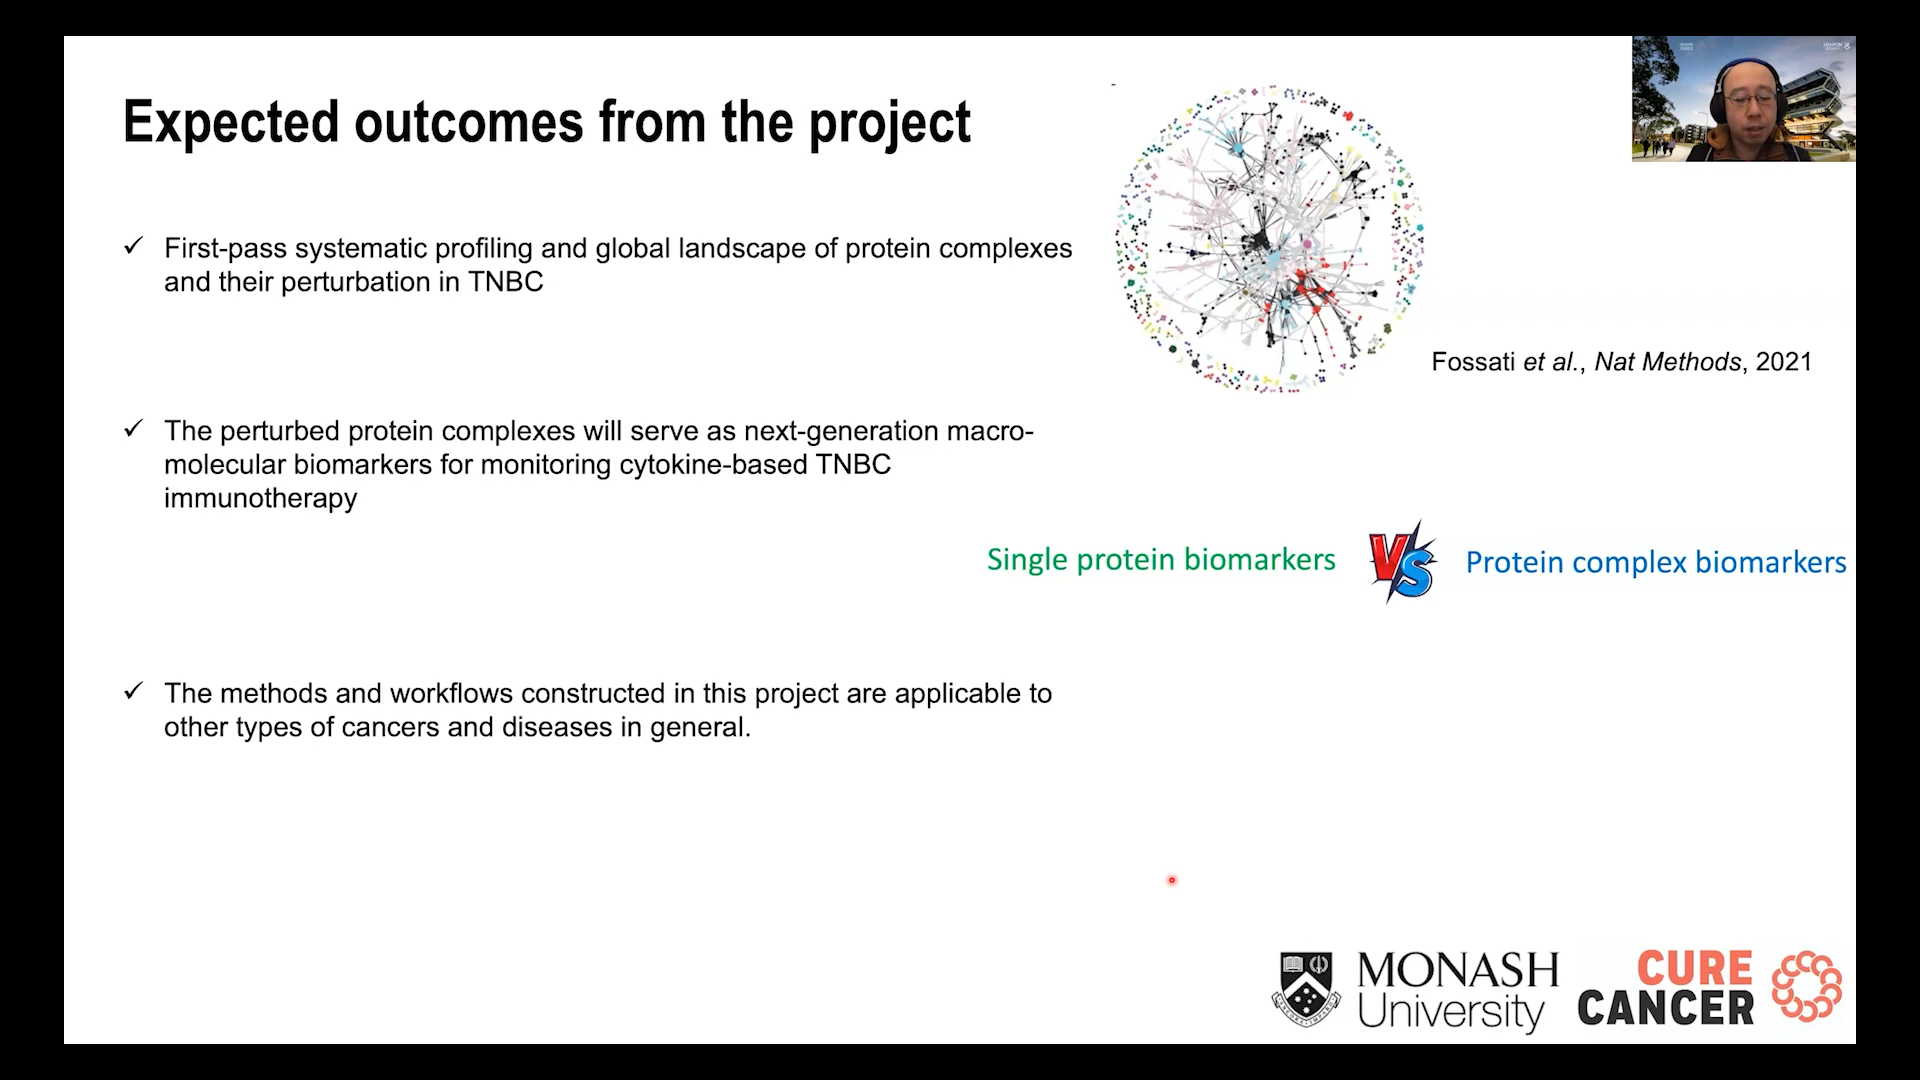 Expected outcomes from the project
✓ First-pass systematic profiling and global landscape of protein complexes
and their perturbation in TNBC
Fossati et al., Nat Methods, 2021
✓ The perturbed protein complexes will serve as next-generation macro-
molecular biomarkers for monitoring cytokine-based TNBC
immunotherapy
Single protein biomarkers VS Protein complex biomarkers
✓ The methods and workflows constructed in this project are applicable to
other types of cancers and diseases in general.
MONASH
University
CURE
CANCER